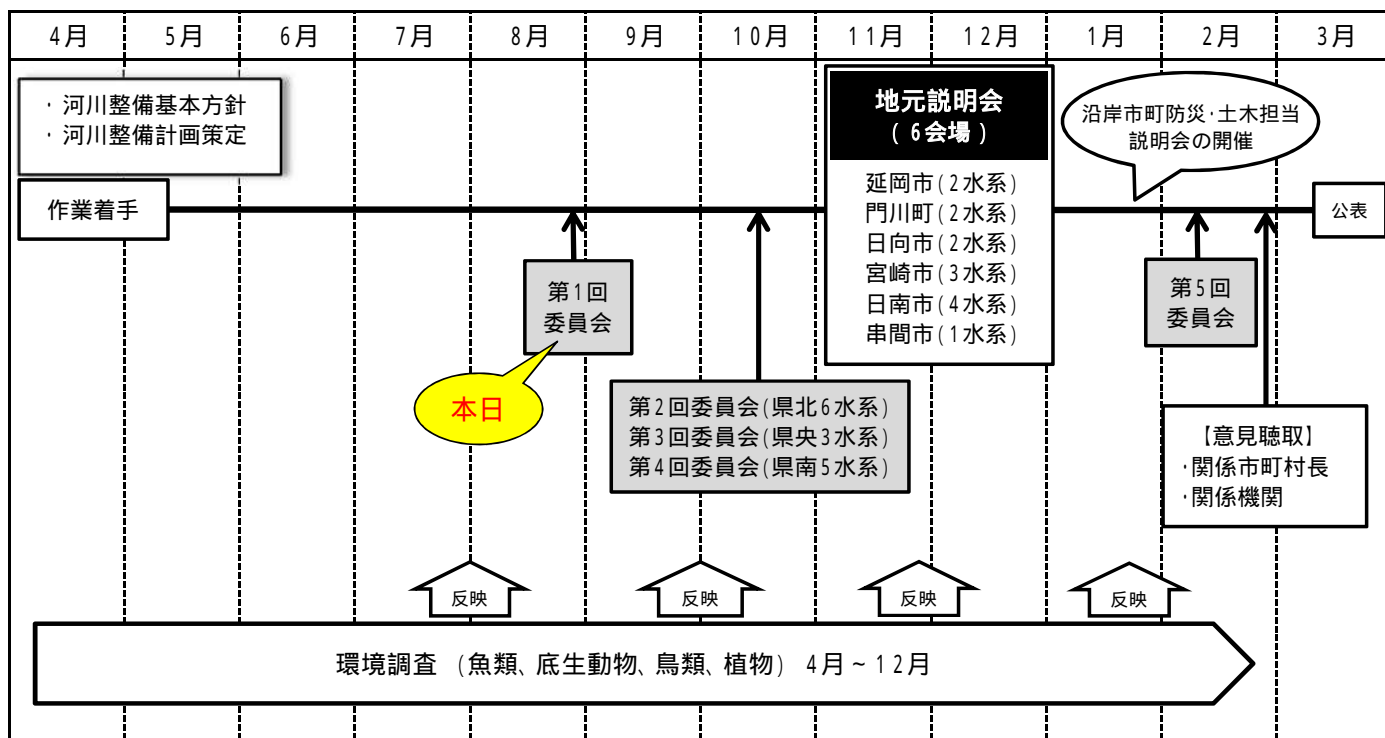 4月 5月 6月 7月 8月 9月 10月 11月 12月 1月 2月 3月
・河川整備基本方針
・河川整備計画策定
作業着手
第1回
委員会
本日
第2回委員会(県北6水系)
第3回委員会(県央3水系)
第4回委員会(県南5水系)
地元説明会
(6会場)
延岡市(2水系)
門川町(2水系)
日向市(2水系)
宮崎市(3水系)
日南市(4水系)
串間市(1水系)
沿岸市町防災・土木担当
説明会の開催
公表
第5回
委員会
【意見聴取】
・関係市町村長
・関係機関
反映
反映
反映
反映
環境調査 (魚類、底生動物、鳥類、植物) 4月~12月